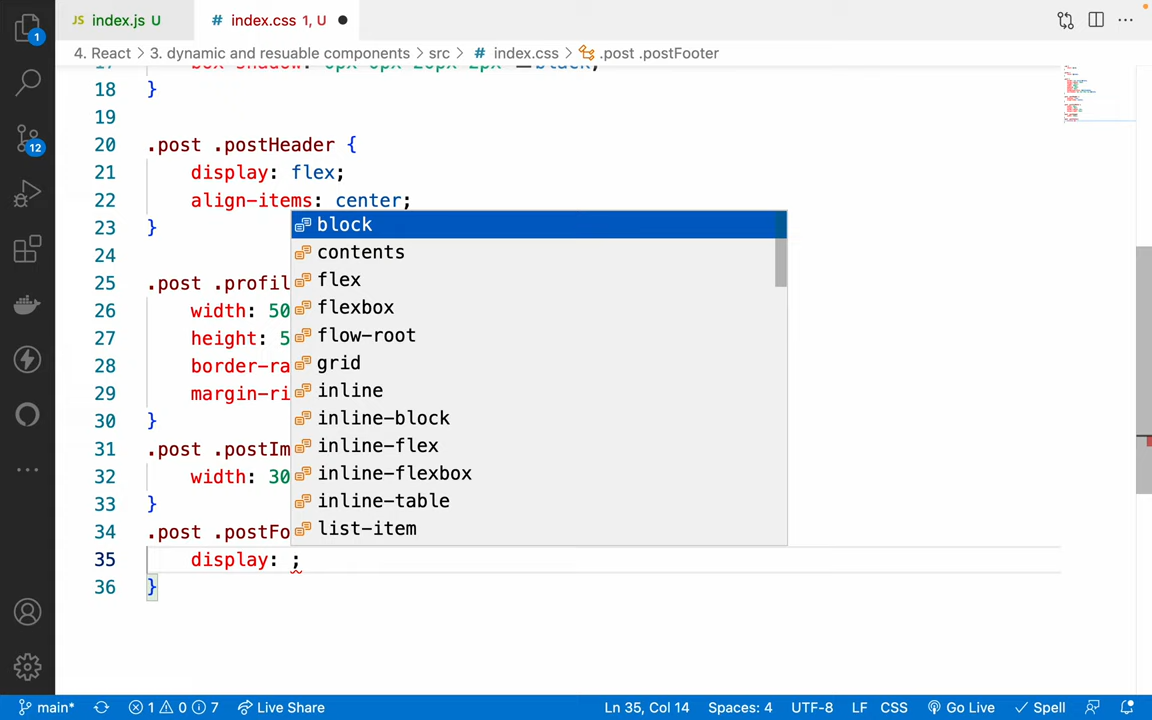 JS index.js U # index.css 1, U
4. React > 3. dynamic and resuable components > src > # index.css > .post .postFooter
18 }
19
20 .post .postHeader {
21 display: flex;
22 align-items: center;
23 }
24
25 .post .profil
26 width: 50
27 height: 5
28 border-ra
29 margin-ri
30 }
31 .post .postIm
32 width: 30
33 }
34 .post .postFo
35 display: ;
36 }
block
contents
flex
flexbox
flow-root
grid
inline
inline-block
inline-flex
inline-flexbox
inline-table
list-item
1
12
main* 1 0 7 Live Share Ln 35, Col 14 Spaces: 4 UTF-8 LF CSS Go Live Spell